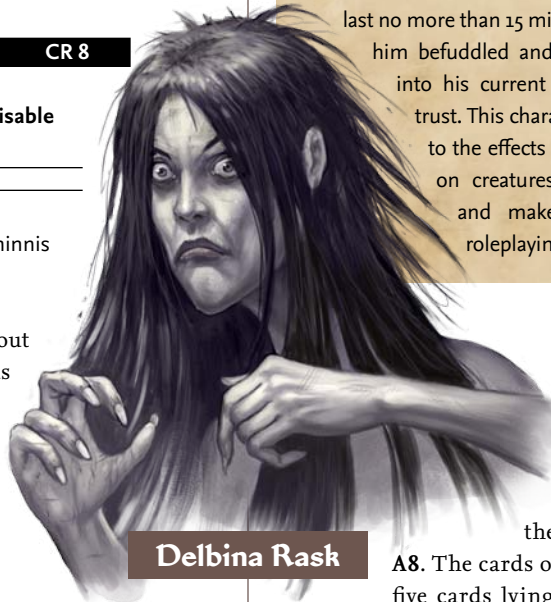 CR 8
isable
innis
out
s
Delbina Rask
last no more than 15 mi
him befuddled and
into his current
trust. This chara
to the effects
on creatures
and make
roleplayin
the
A8. The cards o
five cards lying